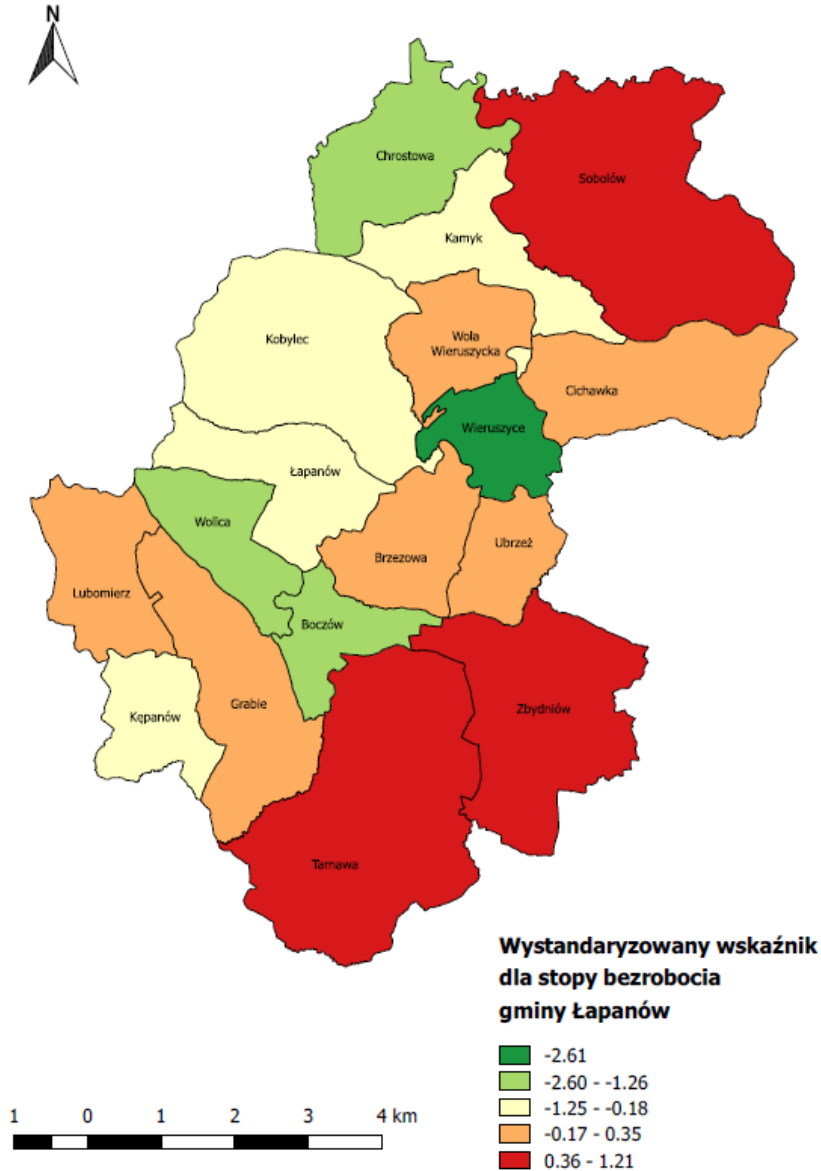 N
Chrostowa
Sobolów
Kamyk
Kobylec
Wola
Wieruszycka
Cichawka
Wieruszyce
Łapanów
Wolica
Brzezowa
Ubrzeż
Lubomierz
Boczów
Grabie
Zbydniów
Kępanów
Tarnawa
Wystandaryzowany wskaźnik
dla stopy bezrobocia
gminy Łapanów
-2.61
-2.60 - -1.26
-1.25 - -0.18
-0.17 - 0.35
0.36 - 1.21
1 0 1 2 3 4 km